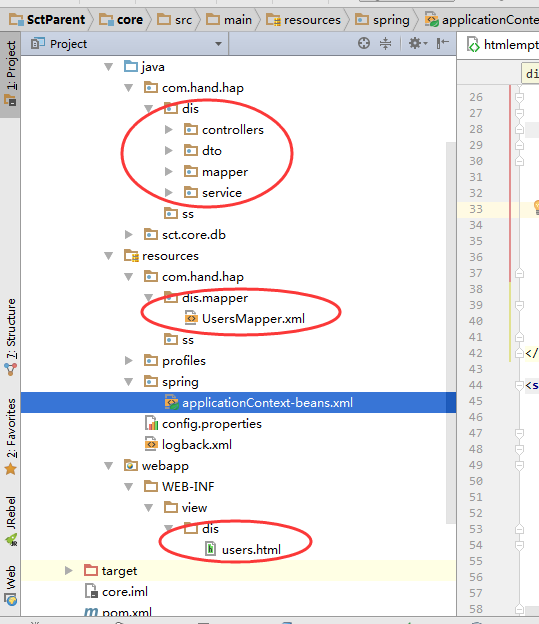 SctParent core src main resources spring applicationConte
Project
htmlempt
di
java
com.hand.hap
dis
controllers
dto
mapper
service
ss
sct.core.db
resources
com.hand.hap
dis.mapper
UsersMapper.xml
ss
profiles
spring
applicationContext-beans.xml
config.properties
logback.xml
webapp
WEB-INF
view
dis
users.html
target
core.iml
pom.xml
1: Project
7: Structure
2: Favorites
JRebel
Web
26
27
28
29
30
31
32
33
34
35
36
37
38
39
40
41
42 </
43
44 <s
45
46
47
48
49
50
51
52
53
54
55
56
57
58